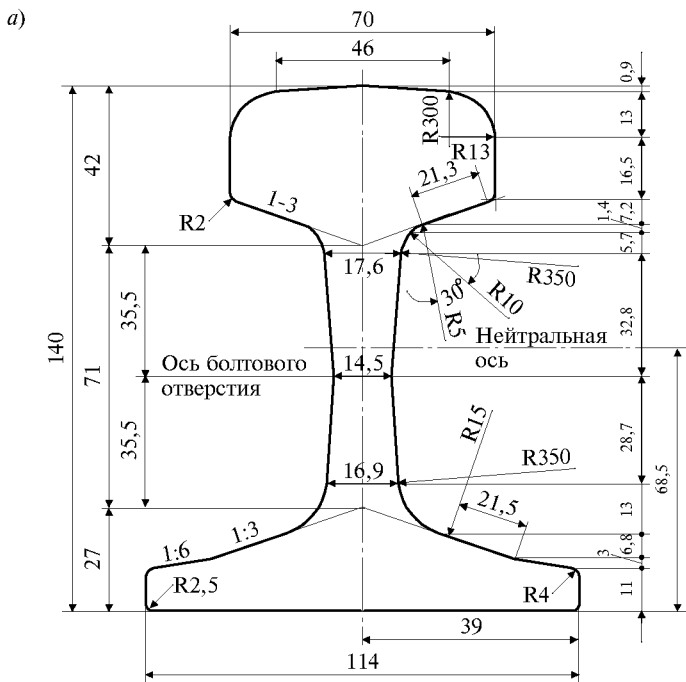 а)
70
46
0,9
13
16,5
1,4
7,2
5,7
32,8
28,7
13
3
6,8
11
68,5
140
42
71
35,5
35,5
27
R300
R13
21,3
R2
1-3
17,6
30°
R10
R5
R350
Нейтральная
ось
Ось болтового
отверстия
14,5
R15
16,9
R350
21,5
1:6
1:3
R2,5
R4
39
114